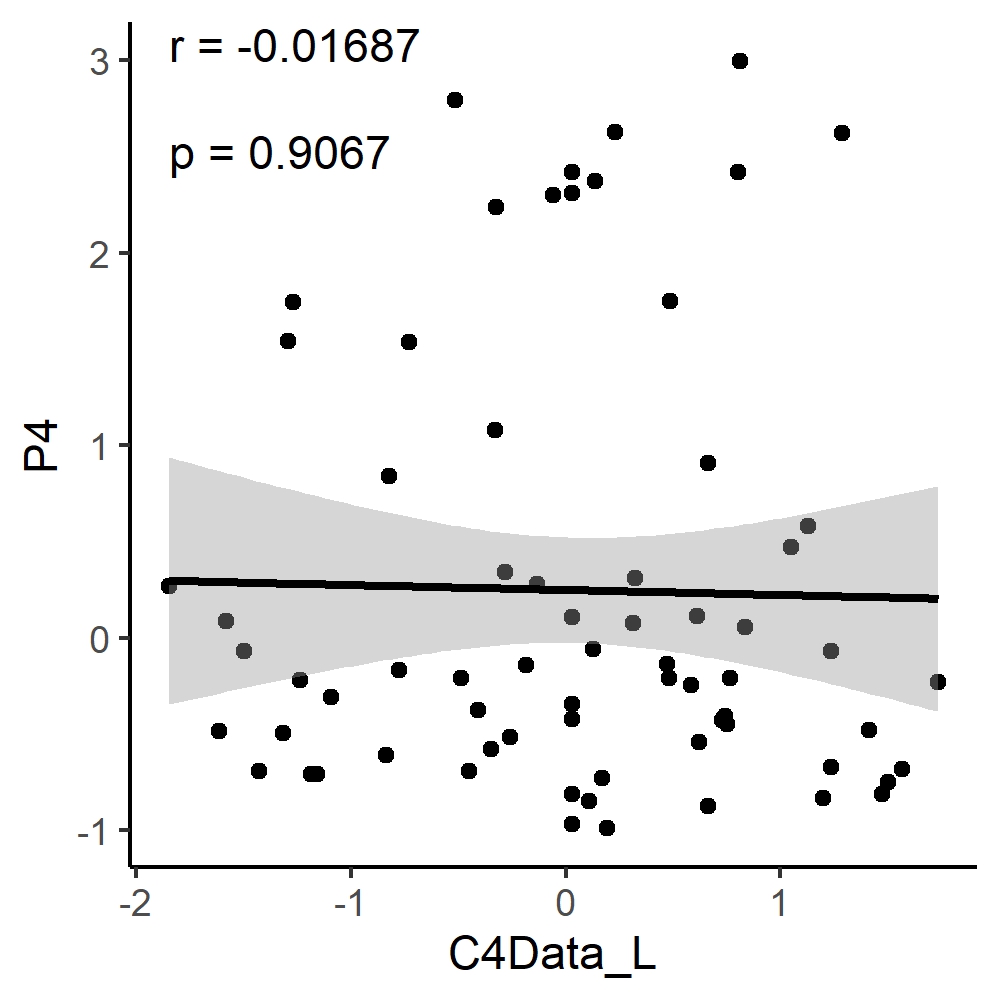 r = -0.01687
p = 0.9067
3
2
1
0
-1
P4
-2 -1 0 1
C4Data_L